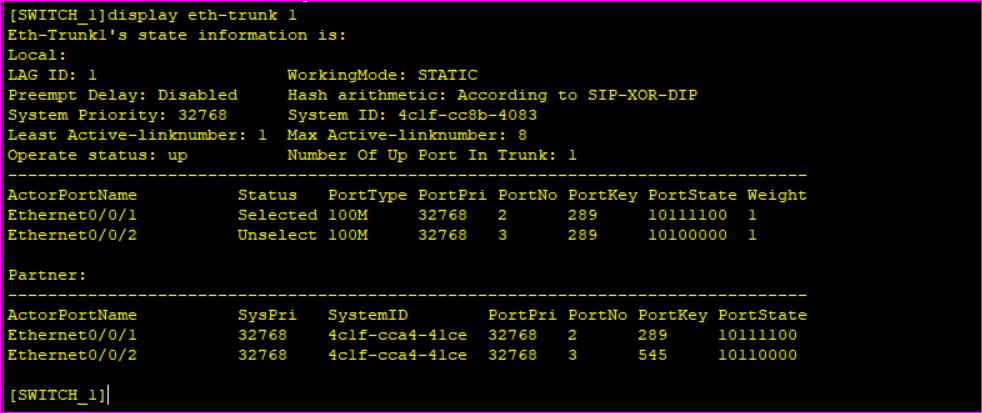 [SWITCH_1]display eth-trunk 1
Eth-Trunk1's state information is:
Local:
LAG ID: 1                   WorkingMode: STATIC
Preempt Delay: Disabled     Hash arithmetic: According to SIP-XOR-DIP
System Priority: 32768      System ID: 4c1f-cc8b-4083
Least Active-linknumber: 1  Max Active-linknumber: 8
Operate status: up          Number Of Up Port In Trunk: 1
--------------------------------------------------------------------------------
ActorPortName          Status   PortType PortPri PortNo PortKey PortState Weight
Ethernet0/0/1          Selected 100M     32768   2      289     10111100  1
Ethernet0/0/2          Unselect 100M     32768   3      289     10100000  1

Partner:
--------------------------------------------------------------------------------
ActorPortName          SysPri   SystemID        PortPri PortNo PortKey PortState
Ethernet0/0/1          32768    4c1f-cca4-41ce  32768   2      289     10111100
Ethernet0/0/2          32768    4c1f-cca4-41ce  32768   3      545     10110000

[SWITCH_1]